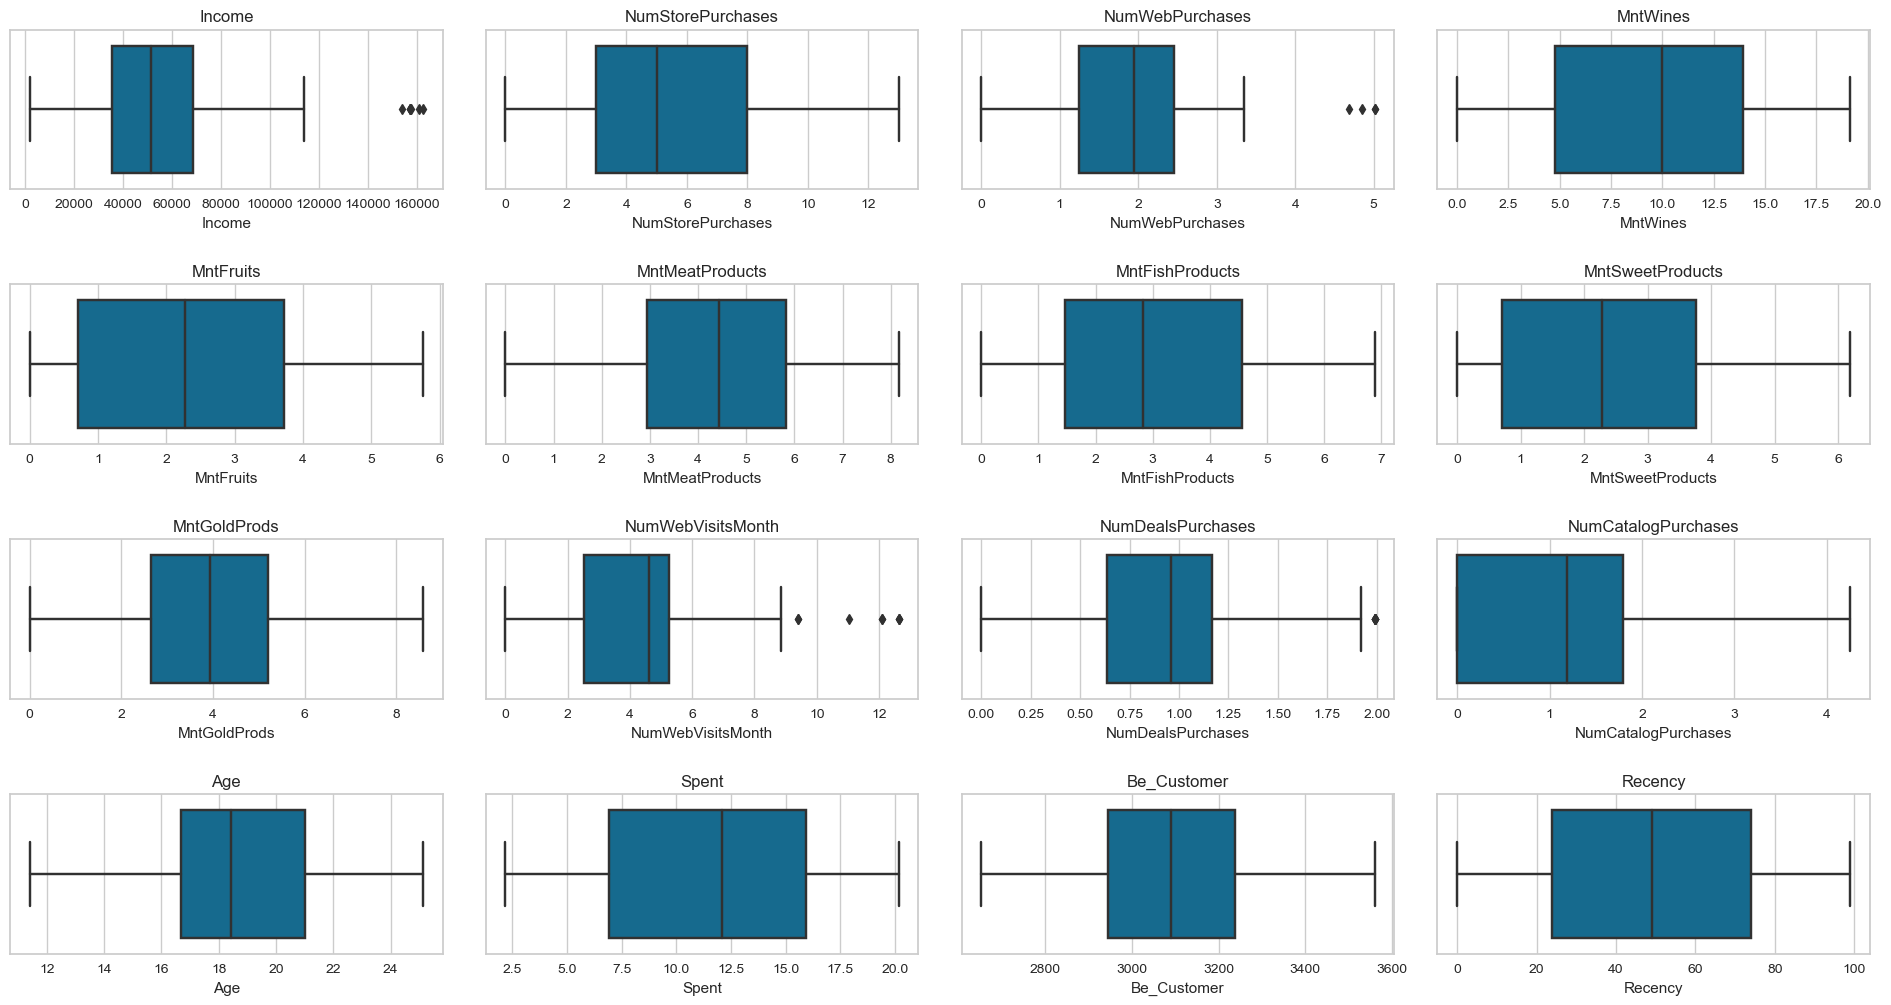 Income NumStorePurchases NumWebPurchases MntWines
0 20000 40000 60000 80000 100000 120000 140000 160000 0 2 4 6 8 10 12 0 1 2 3 4 5 0.0 2.5 5.0 7.5 10.0 12.5 15.0 17.5 20.0
Income NumStorePurchases NumWebPurchases MntWines
MntFruits MntMeatProducts MntFishProducts MntSweetProducts
0 1 2 3 4 5 6 0 1 2 3 4 5 6 7 8 0 1 2 3 4 5 6 7 0 1 2 3 4 5 6
MntFruits MntMeatProducts MntFishProducts MntSweetProducts
MntGoldProds NumWebVisitsMonth NumDealsPurchases NumCatalogPurchases
0 2 4 6 8 0 2 4 6 8 10 12 0.00 0.25 0.50 0.75 1.00 1.25 1.50 1.75 2.00 0 1 2 3 4
MntGoldProds NumWebVisitsMonth NumDealsPurchases NumCatalogPurchases
Age Spent Be_Customer Recency
12 14 16 18 20 22 24 2.5 5.0 7.5 10.0 12.5 15.0 17.5 20.0 2800 3000 3200 3400 3600 0 20 40 60 80 100
Age Spent Be_Customer Recency